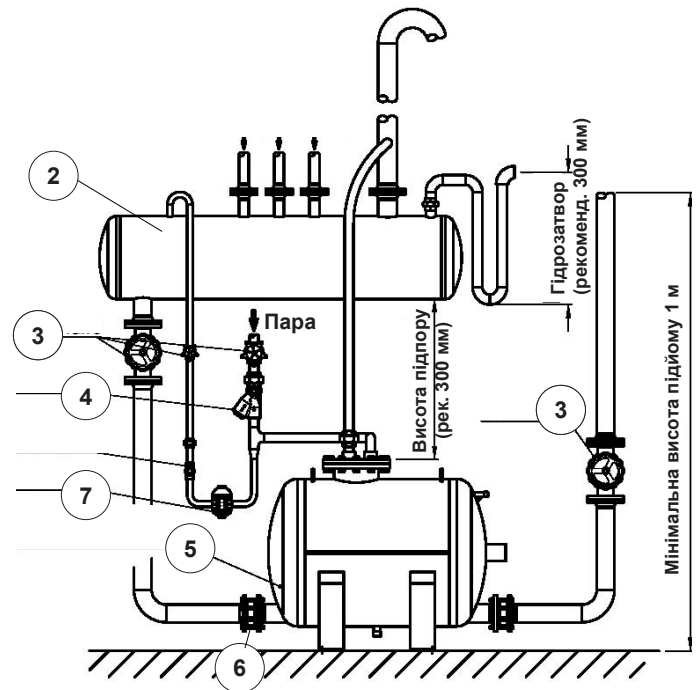 2
Гідрозатвор
(рекоменд. 300 мм)
Пара
3
4
Висота підпору
(рек. 300 мм)
3
Мінімальна висота підйому 1 м
7
5
6